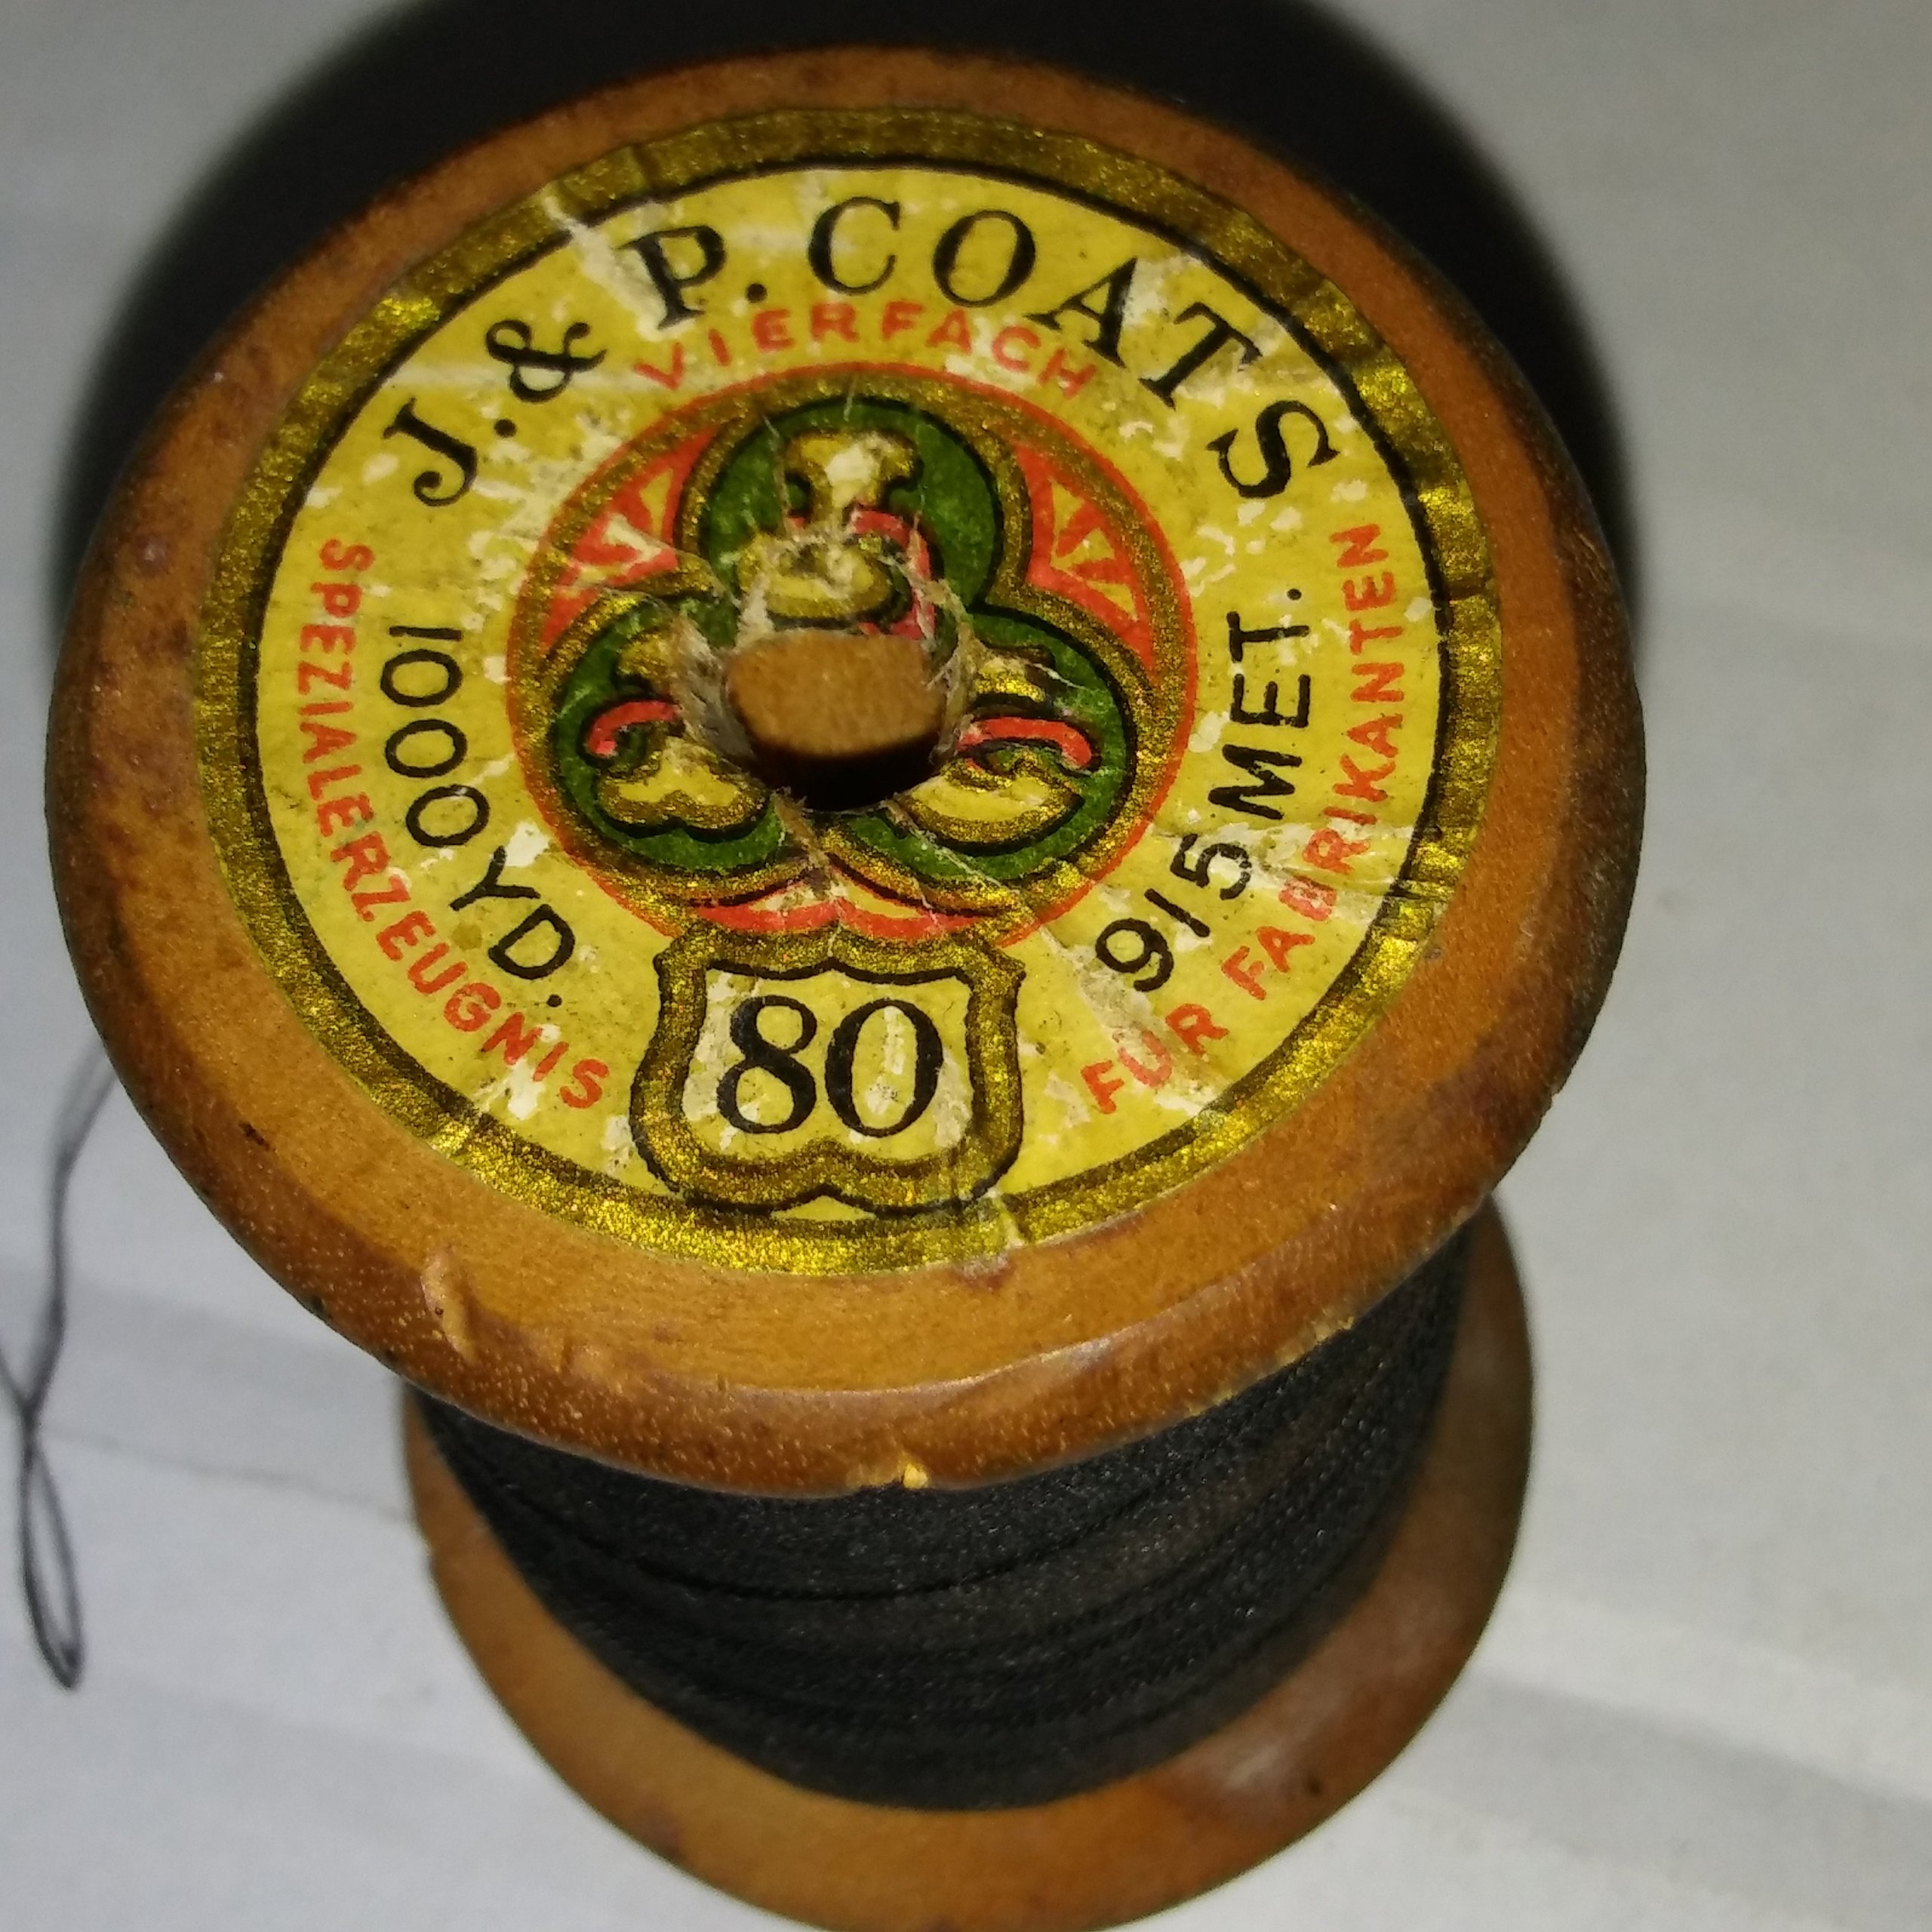 J. & P. COATS
VIERFACH
1000 YD.
915 MET.
SPEZIALERZEUGNIS
FÜR FABRIKANTEN
80